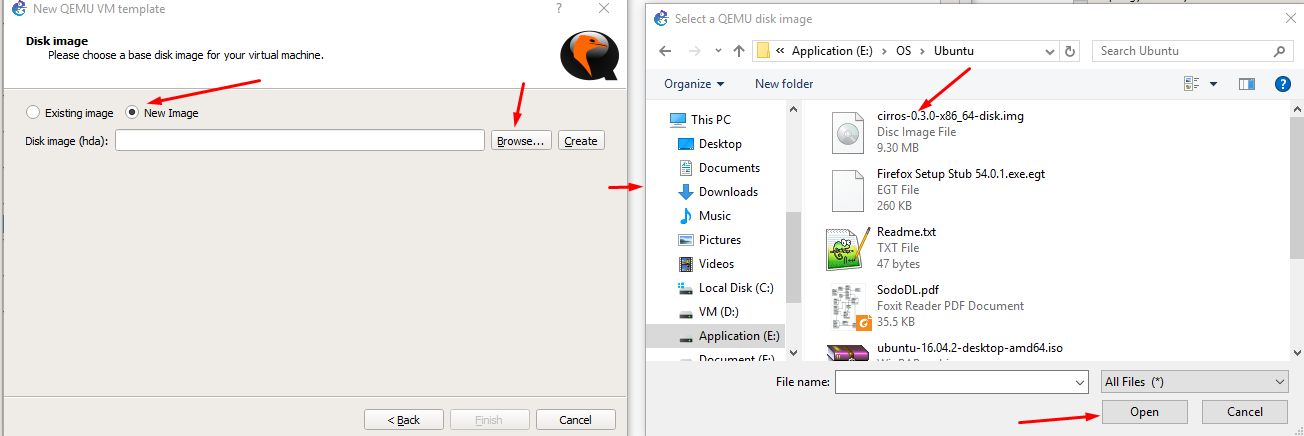 New QEMU VM template
?
Disk image
Please choose a base disk image for your virtual machine.
Existing image
New Image
Disk image (hda):
Browse...
Create
< Back
Finish
Cancel
Select a QEMU disk image
« Application (E:) > OS > Ubuntu
Search Ubuntu
Organize
New folder
?
This PC
Desktop
Documents
Downloads
Music
Pictures
Videos
Local Disk (C:)
VM (D:)
Application (E:)
cirros-0.3.0-x86_64-disk.img
Disc Image File
9.30 MB
Firefox Setup Stub 54.0.1.exe.egt
EGT File
260 KB
Readme.txt
TXT File
47 bytes
SodoDL.pdf
Foxit Reader PDF Document
35.5 KB
ubuntu-16.04.2-desktop-amd64.iso
File name:
All Files (*)
Open
Cancel